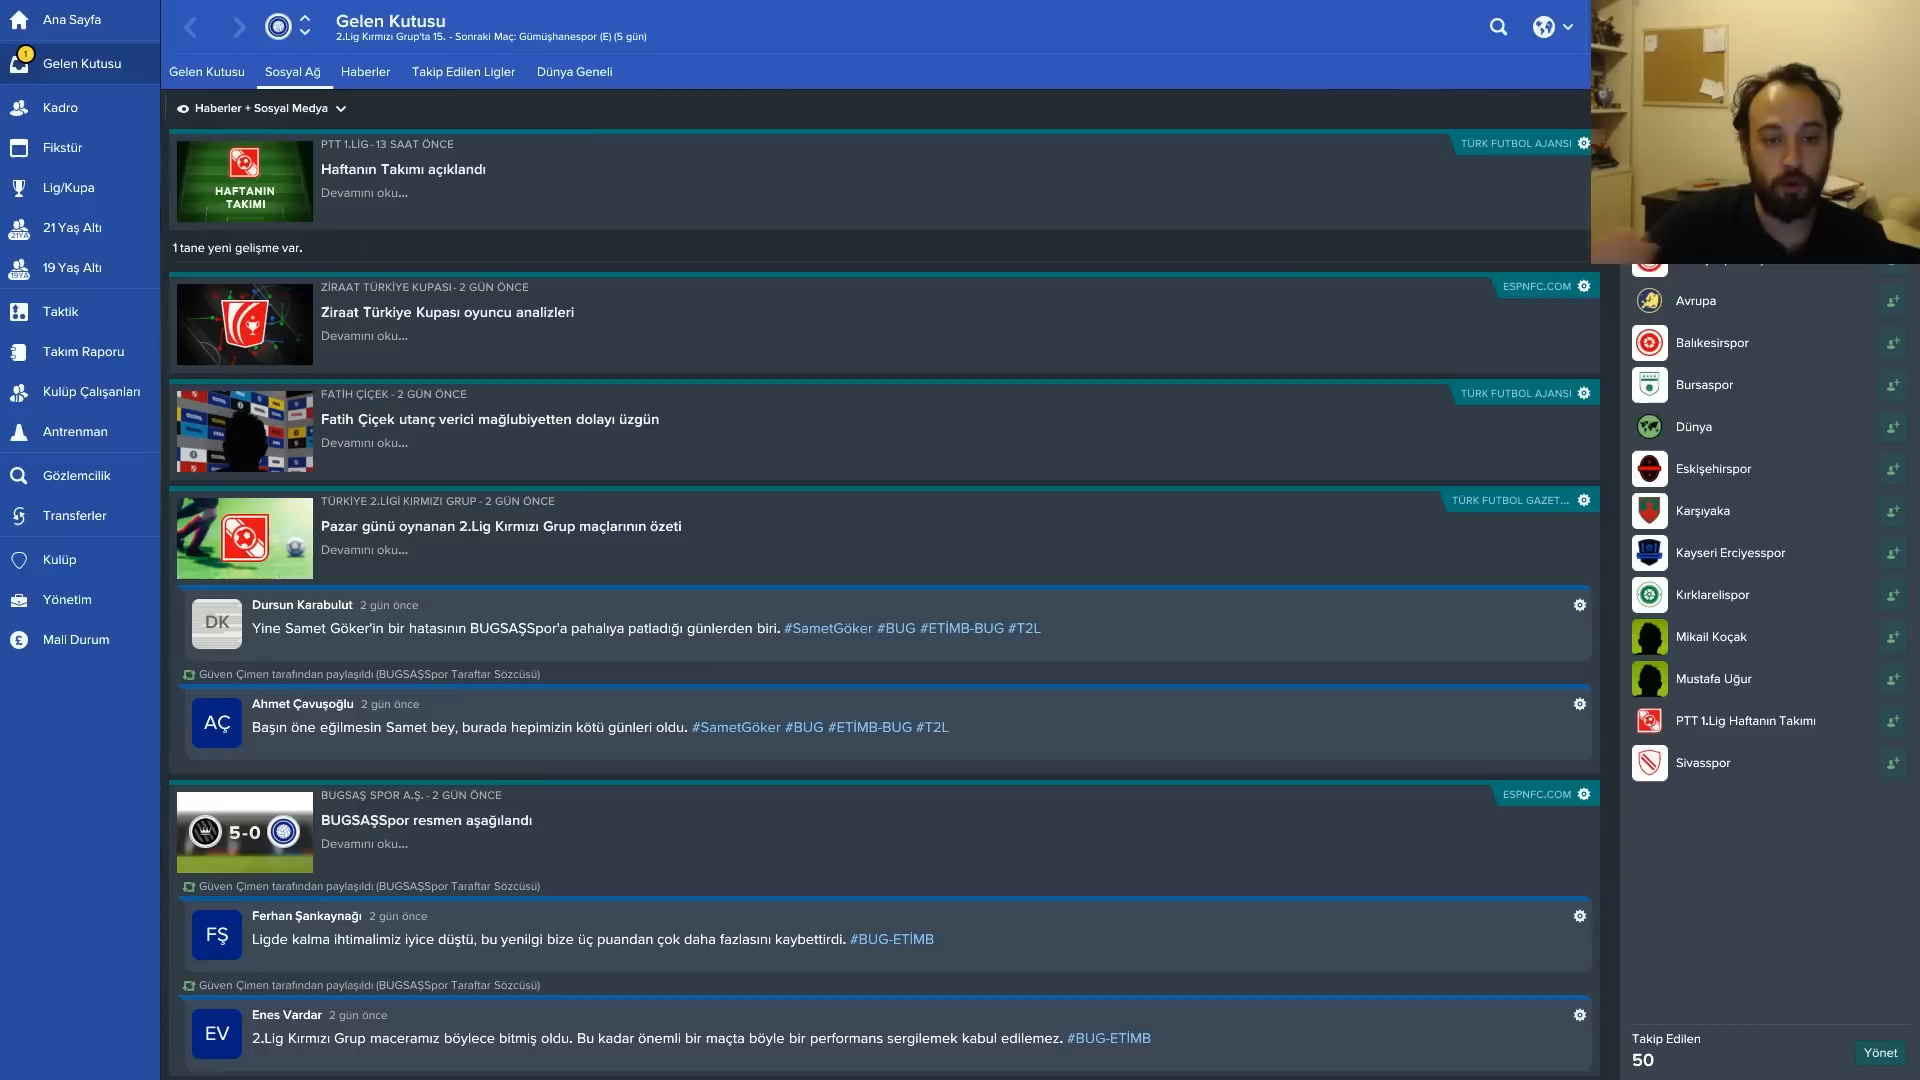 Ana Sayfa
1
Gelen Kutusu
Kadro
Fikstür
Lig/Kupa
21 Yaş Altı
19 Yaş Altı
Taktik
Takım Raporu
Kulüp Çalışanları
Antrenman
Gözlemcilik
Transferler
Kulüp
Yönetim
Mali Durum
Gelen Kutusu
2.Lig Kırmızı Grup'ta 15. - Sonraki Maç: Gümüşhanespor (E) (5 gün)
Gelen Kutusu Sosyal Ağ Haberler Takip Edilen Ligler Dünya Geneli
Haberler + Sosyal Medya
HAFTANIN
TAKIMI
PTT 1.LİG - 13 SAAT ÖNCE
TÜRK FUTBOL AJANSI
Haftanın Takımı açıklandı
Devamını oku...
1 tane yeni gelişme var.
ZİRAAT TÜRKİYE KUPASI - 2 GÜN ÖNCE
ESPNFC.COM
Ziraat Türkiye Kupası oyuncu analizleri
Devamını oku...
FATİH ÇİÇEK - 2 GÜN ÖNCE
TÜRK FUTBOL AJANSI
Fatih Çiçek utanç verici mağlubiyetten dolayı üzgün
Devamını oku...
TÜRKİYE 2.LİGİ KIRMIZI GRUP - 2 GÜN ÖNCE
TÜRK FUTBOL GAZET...
Pazar günü oynanan 2.Lig Kırmızı Grup maçlarının özeti
Devamını oku...
DK
Dursun Karabulut 2 gün önce
Yine Samet Göker'in bir hatasının BUGSAŞSpor'a pahalıya patladığı günlerden biri. #SametGöker #BUG #ETİMB-BUG #T2L
Güven Çimen tarafından paylaşıldı (BUGSAŞSpor Taraftar Sözcüsü)
AÇ
Ahmet Çavuşoğlu 2 gün önce
Başın öne eğilmesin Samet bey, burada hepimizin kötü günleri oldu. #SametGöker #BUG #ETİMB-BUG #T2L
BUGSAŞ SPOR A.Ş. - 2 GÜN ÖNCE
ESPNFC.COM
5-0
BUGSAŞSpor resmen aşağılandı
Devamını oku...
Güven Çimen tarafından paylaşıldı (BUGSAŞSpor Taraftar Sözcüsü)
FŞ
Ferhan Şankaynağı 2 gün önce
Ligde kalma ihtimalimiz iyice düştü, bu yenilgi bize üç puandan çok daha fazlasını kaybettirdi. #BUG-ETİMB
Güven Çimen tarafından paylaşıldı (BUGSAŞSpor Taraftar Sözcüsü)
EV
Enes Vardar 2 gün önce
2.Lig Kırmızı Grup maceramız böylece bitmiş oldu. Bu kadar önemli bir maçta böyle bir performans sergilemek kabul edilemez. #BUG-ETİMB
Avrupa
Balıkesirspor
Bursaspor
Dünya
Eskişehirspor
Karşıyaka
Kayseri Erciyesspor
Kırklarelispor
Mikail Koçak
Mustafa Uğur
PTT 1.Lig Haftanın Takımı
Sivasspor
Takip Edilen
50
Yönet